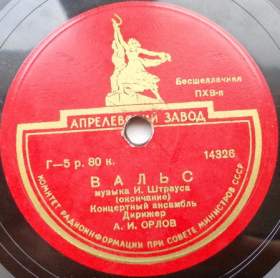 Бесшеллачная
ПХВ-п
АПРЕЛЕВСКИЙ ЗАВОД
Г—5 р. 80 к.
14326
ВАЛЬС
музыка И. Штрауса
(окончание)
Концертный ансамбль
Дирижер
А. И. ОРЛОВ
КОМИТЕТ РАДИОИНФОРМАЦИИ ПРИ СОВЕТЕ МИНИСТРОВ СССР